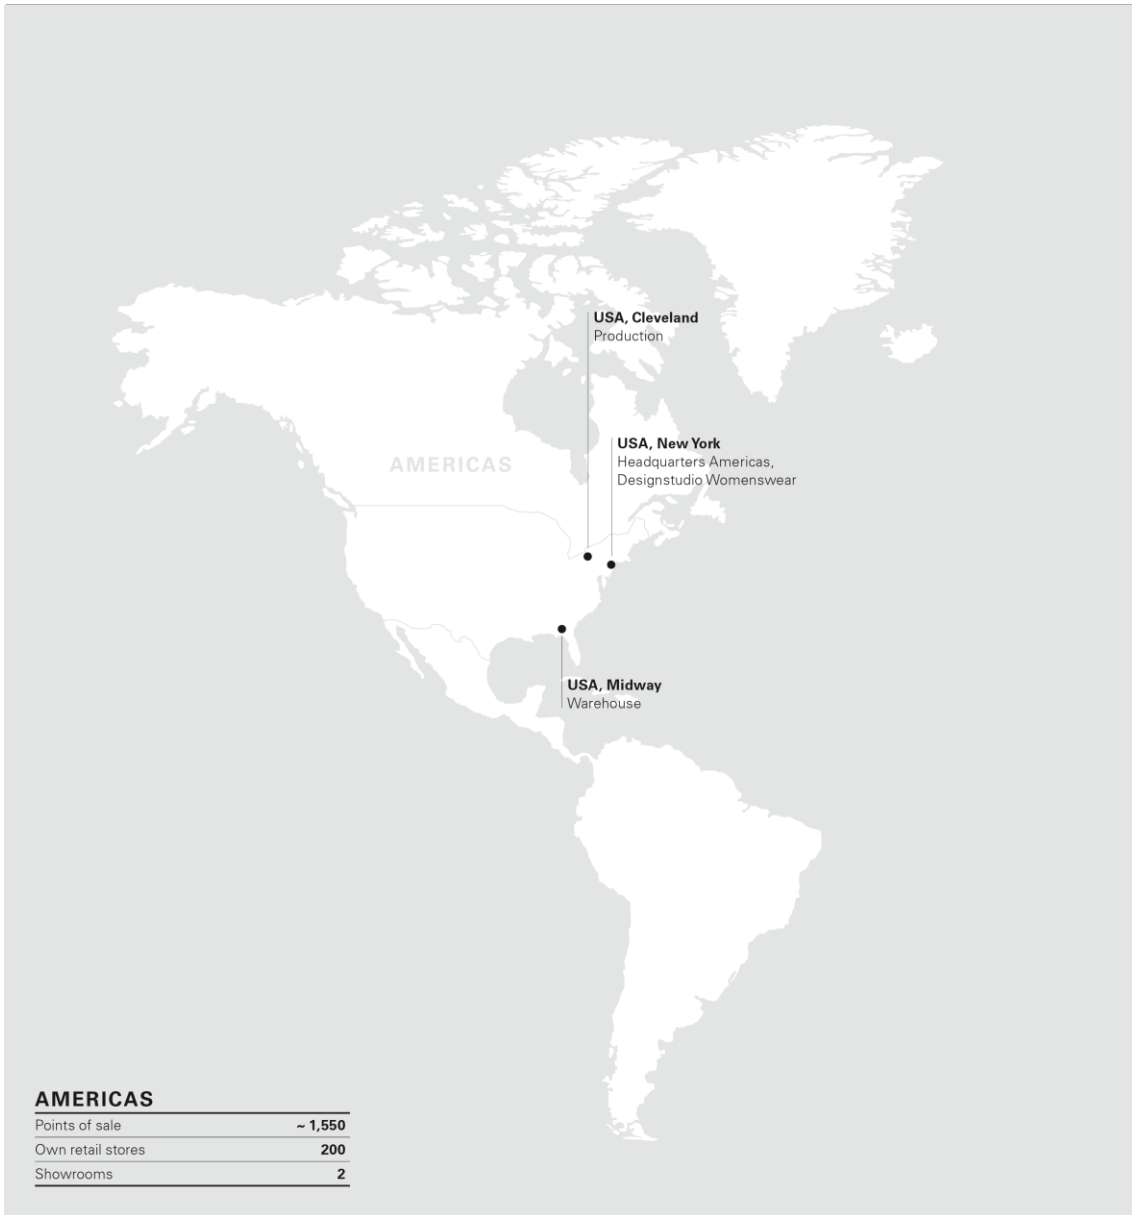 USA, Cleveland
Production
USA, New York
Headquarters Americas,
Designstudio Womenswear
AMERICAS
USA, Midway
Warehouse
AMERICAS
Points of sale ~ 1,550
Own retail stores 200
Showrooms 2